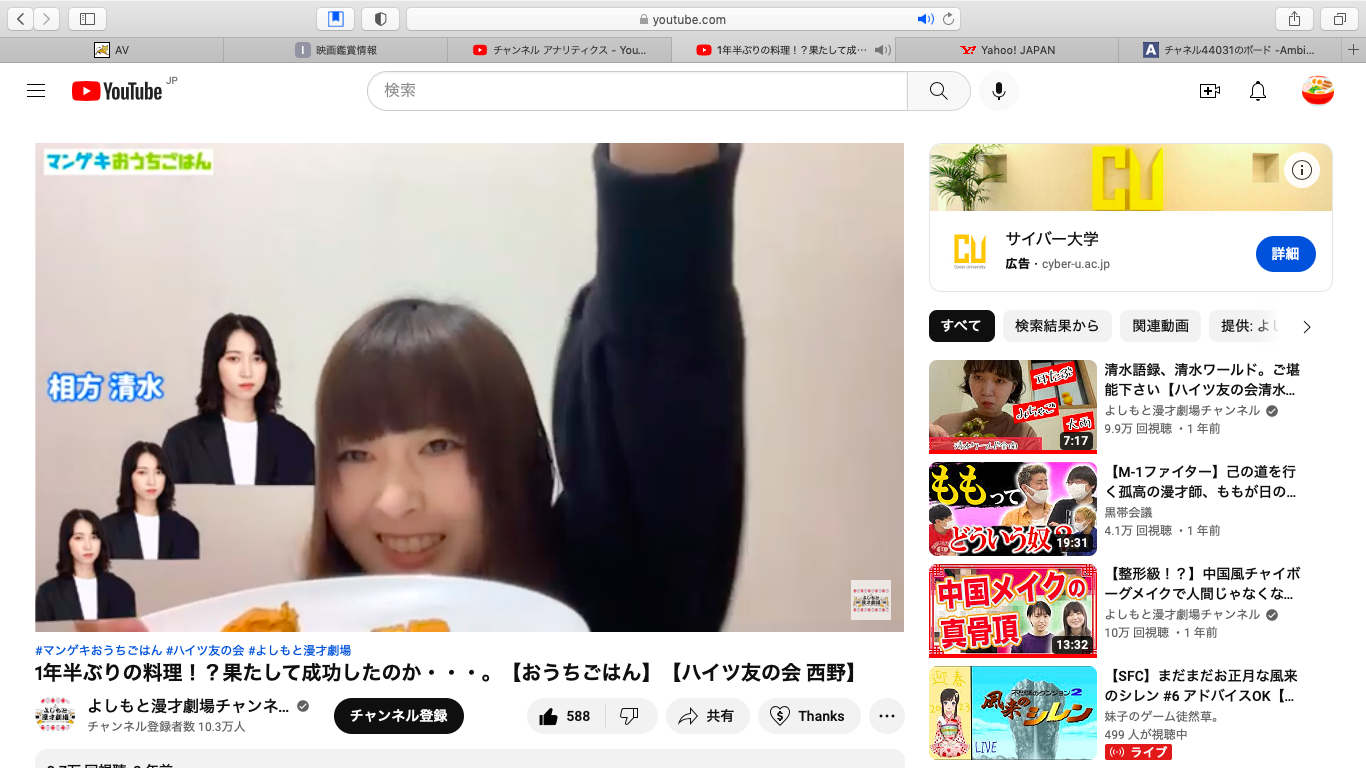 youtube.com
AV
映画鑑賞情報
チャンネル アナリティクス - You...
1年半ぶりの料理！？果たして成...
Yahoo! JAPAN
チャネル44031のボード -Ambi...
YouTube JP
検索
マンゲキおうちごはん
相方 清水
よしもと漫才劇場
#マンゲキおうちごはん #ハイツ友の会 #よしもと漫才劇場
1年半ぶりの料理！？果たして成功したのか・・・。【おうちごはん】【ハイツ友の会 西野】
よしもと漫才劇場チャンネ...
チャンネル登録者数 10.3万人
チャンネル登録
588
共有
Thanks
CU
サイバー大学
広告・cyber-u.ac.jp
詳細
すべて
検索結果から
関連動画
提供: よし
大西
7:17
清水語録、清水ワールド。ご堪
能下さい【ハイツ友の会清水...
よしもと漫才劇場チャンネル
9.9万 回視聴 ・1 年前
ももって
どういう奴？
19:31
【M-1ファイター】己の道を行
く孤高の漫才師、ももが日の...
黒帯会議
4.1万 回視聴 ・1 年前
中国メイクの
真骨頂
13:32
【整形級！？】中国風チャイボ
ーグメイクで人間じゃなくな...
よしもと漫才劇場チャンネル
10万 回視聴 ・1 年前
迎春
不思議のダンジョン2
風来のシレン
LIVE
【SFC】まだまだお正月な風来
のシレン #6 アドバイスOK【...
妹子のゲーム徒然草。
499 人が視聴中
ライブ